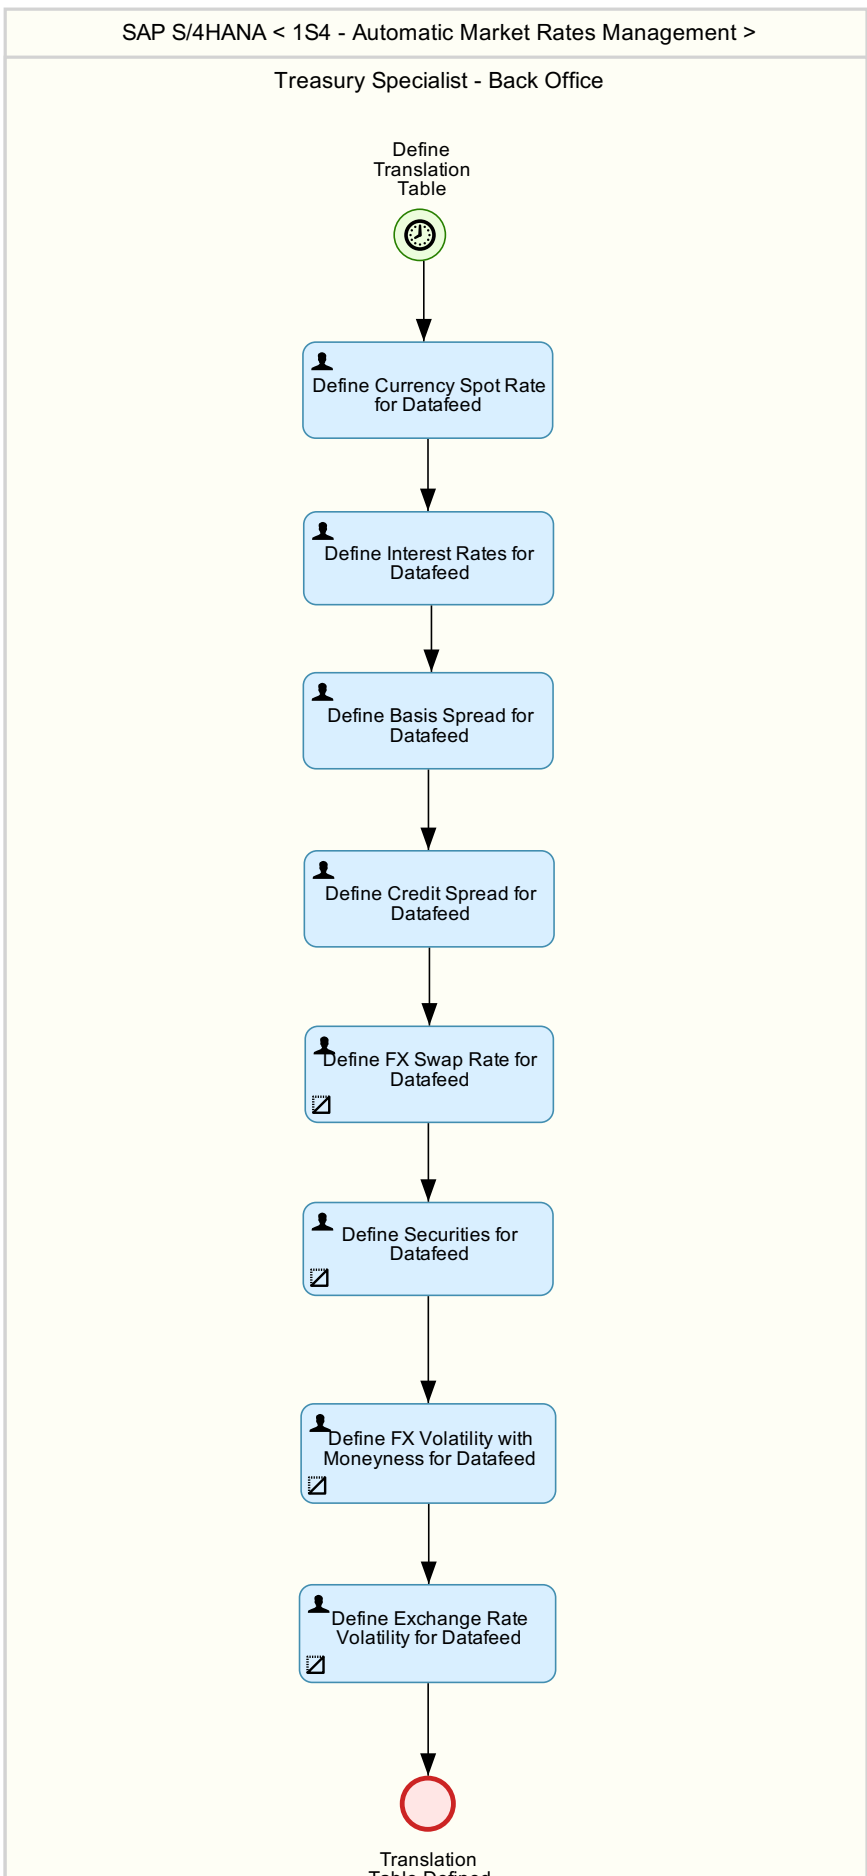 SAP S/4HANA < 1S4 - Automatic Market Rates Management >
Treasury Specialist - Back Office
Define
Translation
Table
Define Currency Spot Rate
for Datafeed
Define Interest Rates for
Datafeed
Define Basis Spread for
Datafeed
Define Credit Spread for
Datafeed
Define FX Swap Rate for
Datafeed
Define Securities for
Datafeed
Define FX Volatility with
Moneyness for Datafeed
Define Exchange Rate
Volatility for Datafeed
Translation
Table Defined